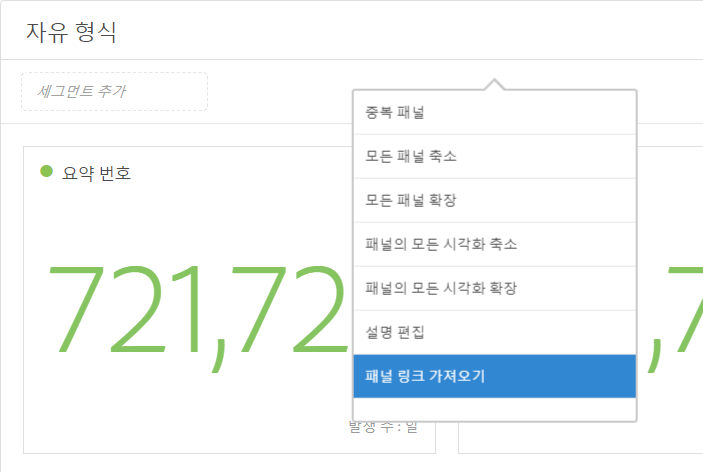 자유 형식
세그먼트 추가
요약 번호
721,72
발생 수 : 일
중복 패널
모든 패널 축소
모든 패널 확장
패널의 모든 시각화 축소
패널의 모든 시각화 확장
설명 편집
패널 링크 가져오기
,7